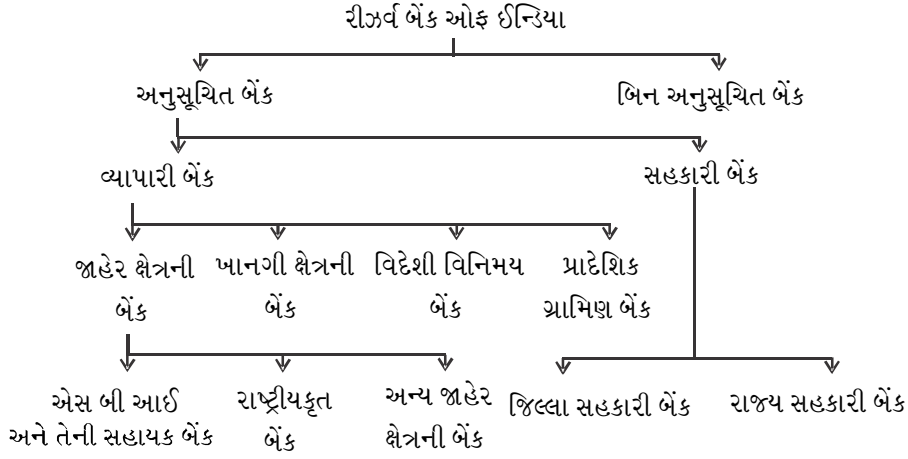 રીઝર્વ બેંક ઓફ ઈન્ડિયા
અનુસૂચિત બેંક
બિન અનુસૂચિત બેંક
વ્યાપારી બેંક
સહકારી બેંક
જાહેર ક્ષેત્રની
બેંક
ખાનગી ક્ષેત્રની
બેંક
વિદેશી વિનિમય
બેંક
પ્રાદેશિક
ગ્રામિણ બેંક
એસ બી આઈ
અને તેની સહાયક બેંક
રાષ્ટ્રીયકૃત
બેંક
અન્ય જાહેર
ક્ષેત્રની બેંક
જિલ્લા સહકારી બેંક
રાજ્ય સહકારી બેંક